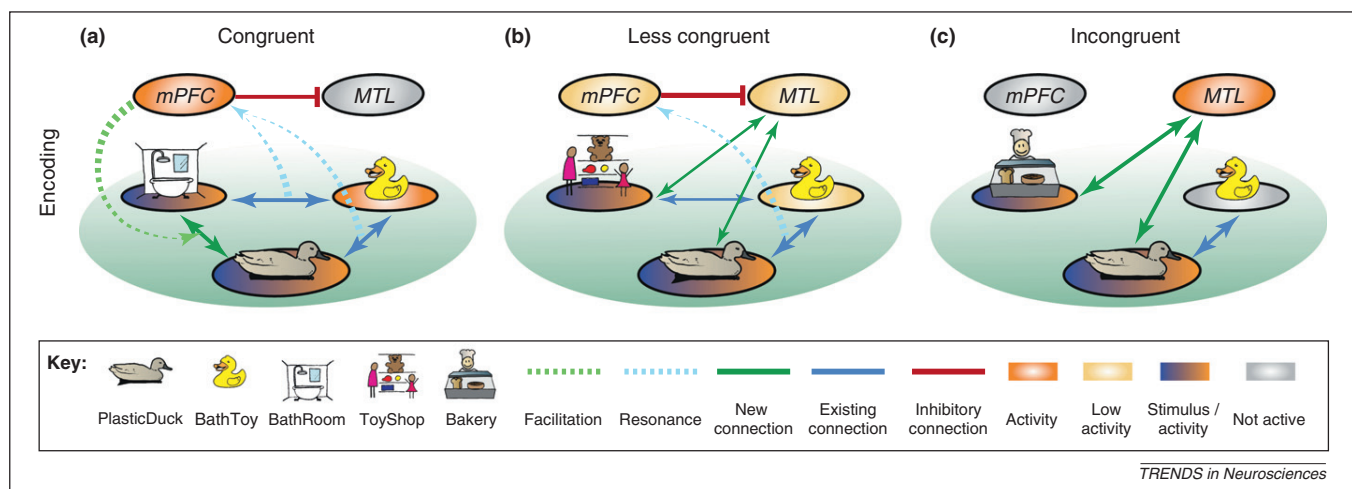 (a) Congruent
(b) Less congruent
(c) Incongruent
Encoding
mPFC MTL
mPFC MTL
mPFC MTL
Key:
PlasticDuck BathToy BathRoom ToyShop Bakery
Facilitation Resonance
New
connection
Existing
connection
Inhibitory
connection
Activity
Low
activity
Stimulus /
activity
Not active
TRENDS in Neurosciences